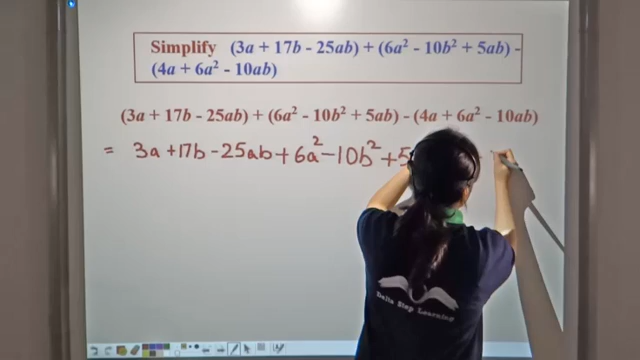 Simplify (3a + 17b - 25ab) + (6a² - 10b² + 5ab) -
(4a + 6a² - 10ab)
(3a + 17b - 25ab) + (6a² - 10b² + 5ab) - (4a + 6a² - 10ab)
= 3a + 17b - 25ab + 6a² - 10b² + 5
Delta Step Learning